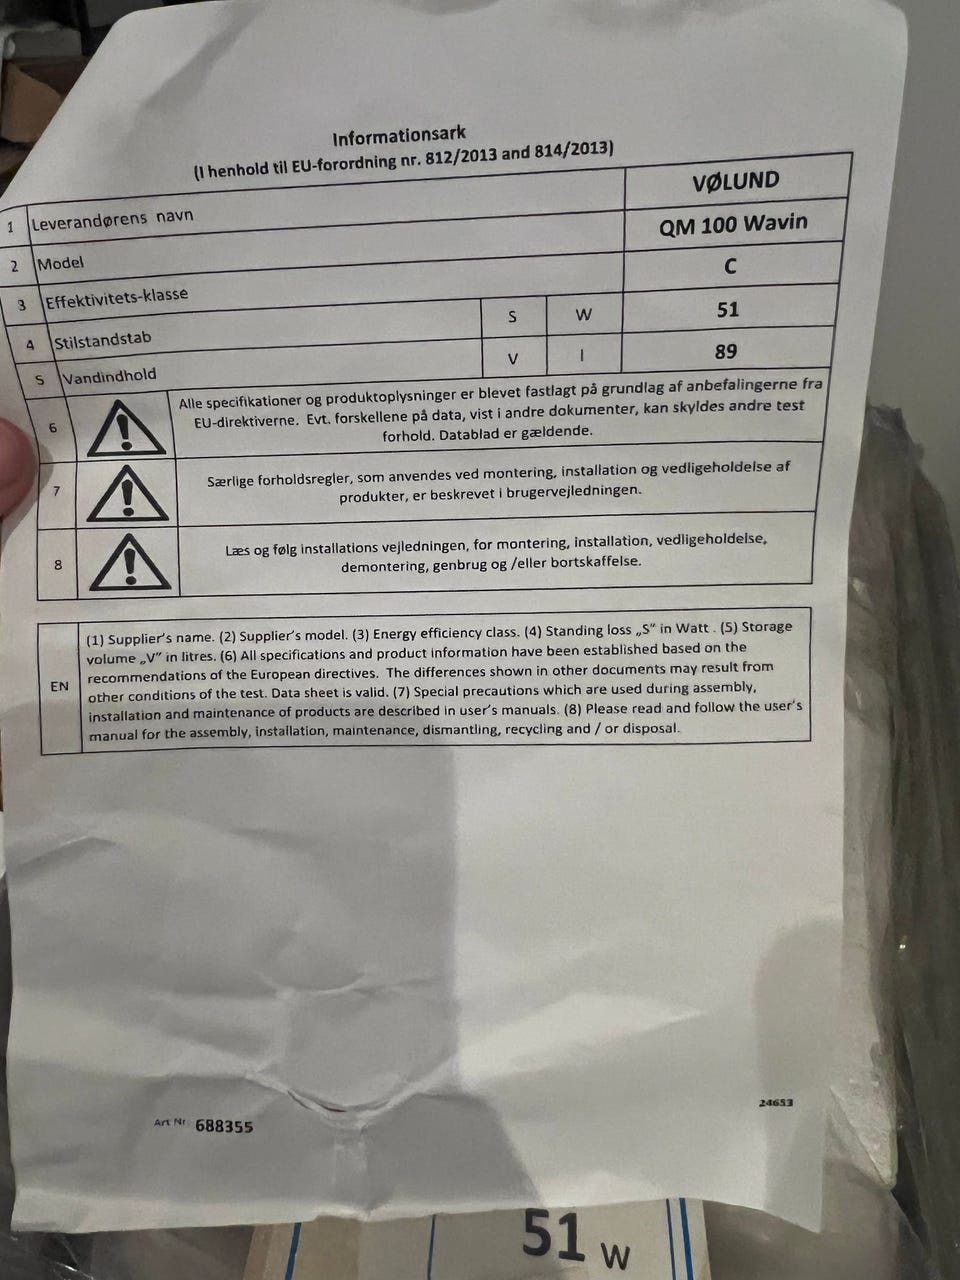 Informationsark
(I henhold til EU-forordning nr. 812/2013 and 814/2013)
1 Leverandørens navn VØLUND
2 Model QM 100 Wavin
3 Effektivitets-klasse C
4 Stilstandstab S W 51
5 Vandindhold V l 89
6 Alle specifikationer og produktoplysninger er blevet fastlagt på grundlag af anbefalingerne fra
EU-direktiverne. Evt. forskellene på data, vist i andre dokumenter, kan skyldes andre test
forhold. Datablad er gældende.
7 Særlige forholdsregler, som anvendes ved montering, installation og vedligeholdelse af
produkter, er beskrevet i brugervejledningen.
8 Læs og følg installations vejledningen, for montering, installation, vedligeholdelse,
demontering, genbrug og /eller bortskaffelse.
EN (1) Supplier's name. (2) Supplier's model. (3) Energy efficiency class. (4) Standing loss „S" in Watt . (5) Storage
volume „V" in litres. (6) All specifications and product information have been established based on the
recommendations of the European directives. The differences shown in other documents may result from
other conditions of the test. Data sheet is valid. (7) Special precautions which are used during assembly,
installation and maintenance of products are described in user's manuals. (8) Please read and follow the user's
manual for the assembly, installation, maintenance, dismantling, recycling and / or disposal.
24653
Art Nr. 688355
51 W